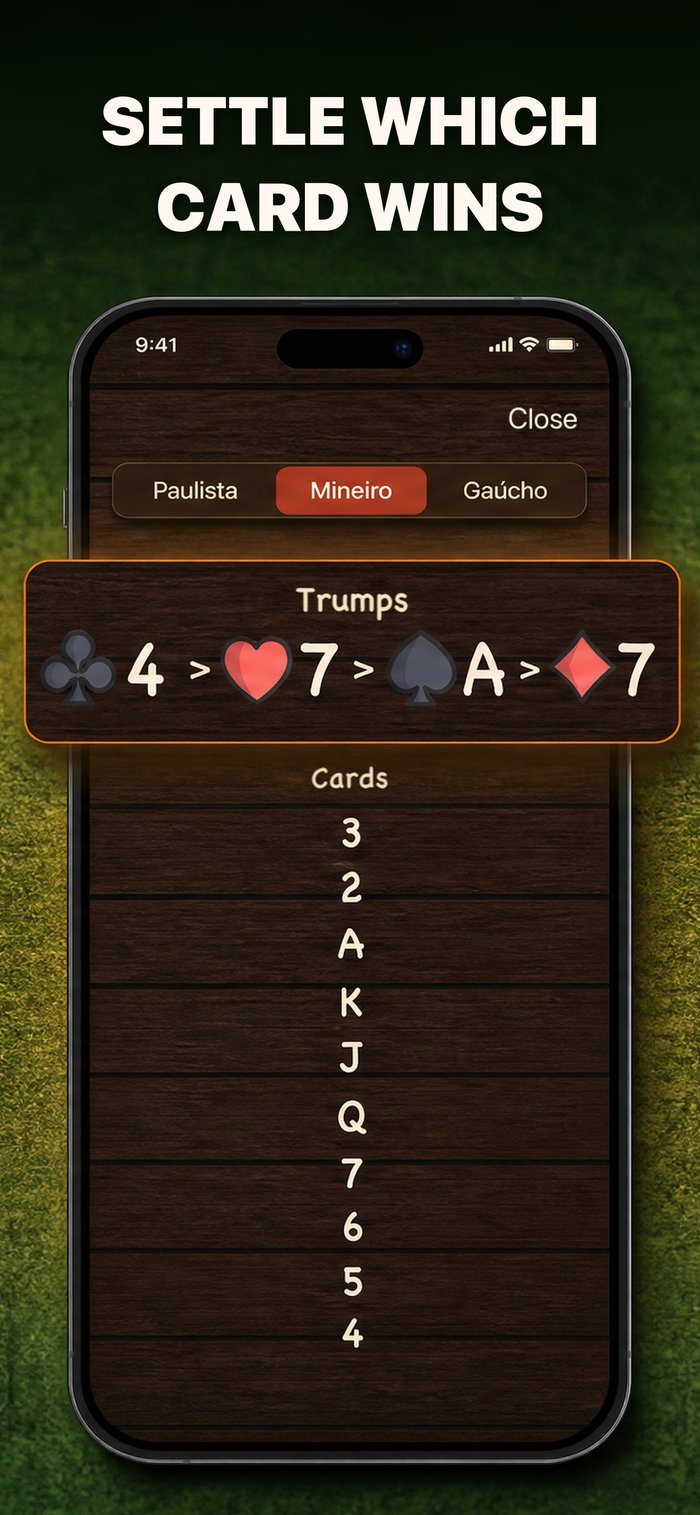 SETTLE WHICH
CARD WINS
9:41
Close
Paulista Mineiro Gaúcho
Trumps
♣4 > ♥7 > ♠A > ♦7
Cards
3
2
A
K
J
Q
7
6
5
4